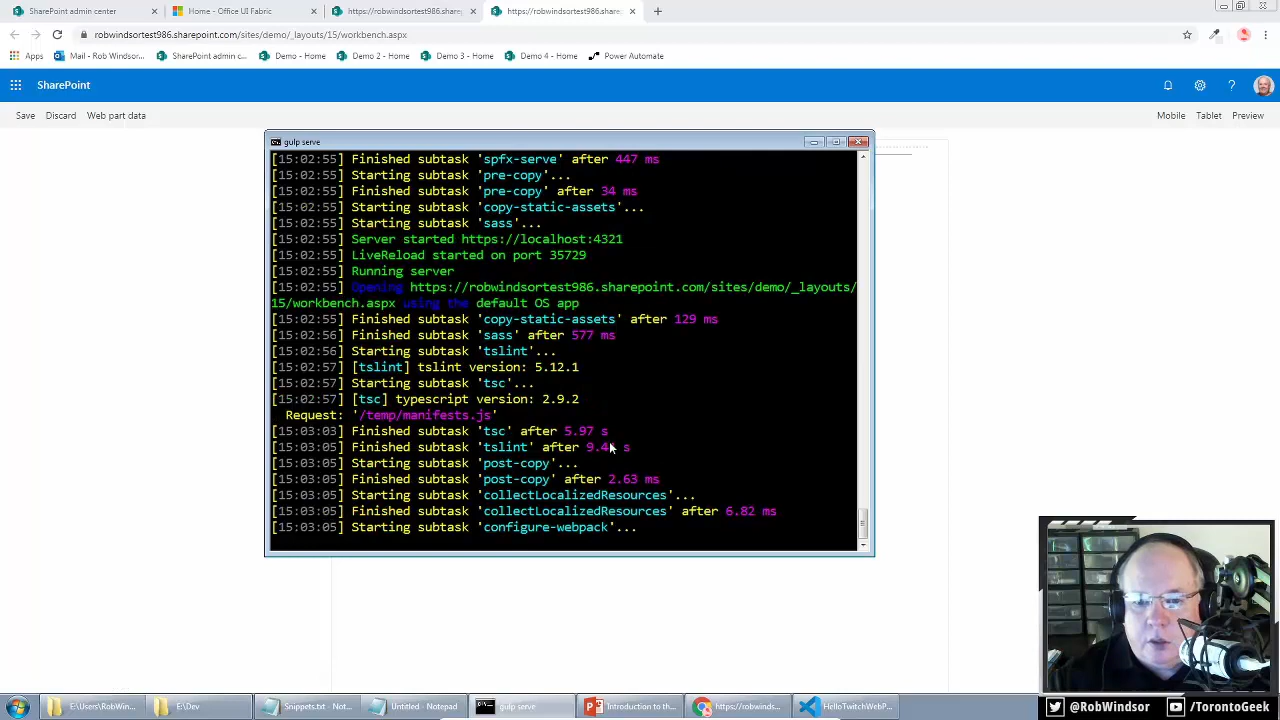 SharePoint admin center
Home - Office UI Fabric
https://robwindsortest986.sharep
https://robwindsortest986.sharep
robwindsortest986.sharepoint.com/sites/demo/_layouts/15/workbench.aspx
Apps
Mail - Rob Windsor...
SharePoint admin c...
Demo - Home
Demo 2 - Home
Demo 3 - Home
Demo 4 - Home
Power Automate
SharePoint
Save
Discard
Web part data
Mobile
Tablet
Preview
gulp serve
[15:02:55] Finished subtask 'spfx-serve' after 447 ms
[15:02:55] Starting subtask 'pre-copy'...
[15:02:55] Finished subtask 'pre-copy' after 34 ms
[15:02:55] Starting subtask 'copy-static-assets'...
[15:02:55] Starting subtask 'sass'...
[15:02:55] Server started https://localhost:4321
[15:02:55] LiveReload started on port 35729
[15:02:55] Running server
[15:02:55] Opening https://robwindsortest986.sharepoint.com/sites/demo/_layouts/
15/workbench.aspx using the default OS app
[15:02:55] Finished subtask 'copy-static-assets' after 129 ms
[15:02:56] Finished subtask 'sass' after 577 ms
[15:02:56] Starting subtask 'tslint'...
[15:02:57] [tslint] tslint version: 5.12.1
[15:02:57] Starting subtask 'tsc'...
[15:02:57] [tsc] typescript version: 2.9.2
Request: '/temp/manifests.js'
[15:03:03] Finished subtask 'tsc' after 5.97 s
[15:03:05] Finished subtask 'tslint' after 9.4 s
[15:03:05] Starting subtask 'post-copy'...
[15:03:05] Finished subtask 'post-copy' after 2.63 ms
[15:03:05] Starting subtask 'collectLocalizedResources'...
[15:03:05] Finished subtask 'collectLocalizedResources' after 6.82 ms
[15:03:05] Starting subtask 'configure-webpack'...
E:\Users\RobWin...
E:\Dev
Snippets.txt - Not...
Untitled - Notepad
gulp serve
Introduction to th...
https://robwinds...
HelloTwitchWebP...
@RobWindsor
/TorontoGeek